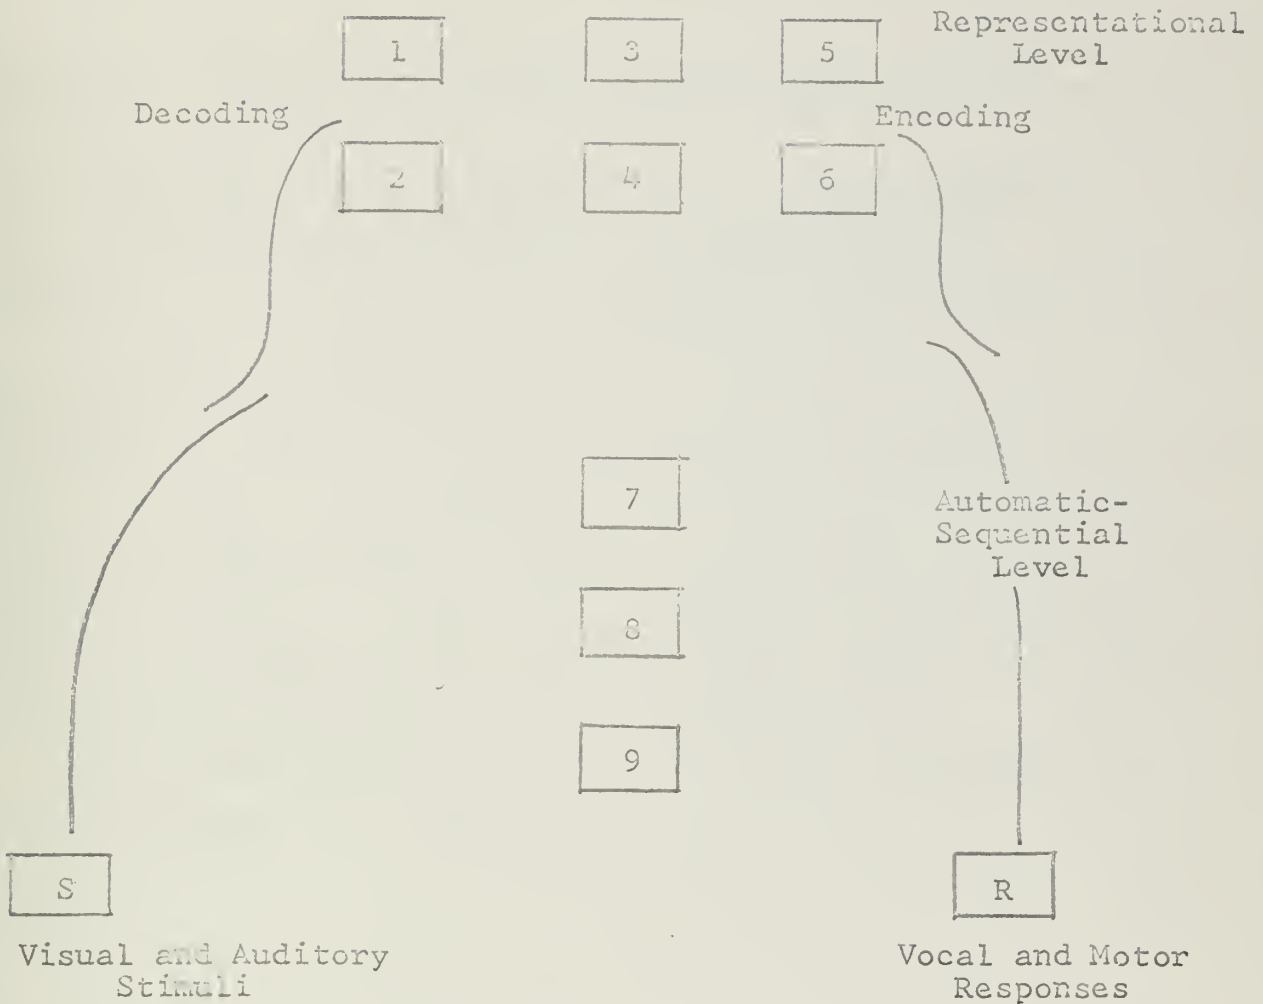 Representational
Level
1 3 5
Decoding
Encoding
2 4 6
7
Automatic-
Sequential
Level
8
9
S
R
Visual and Auditory
Stimuli
Vocal and Motor
Responses